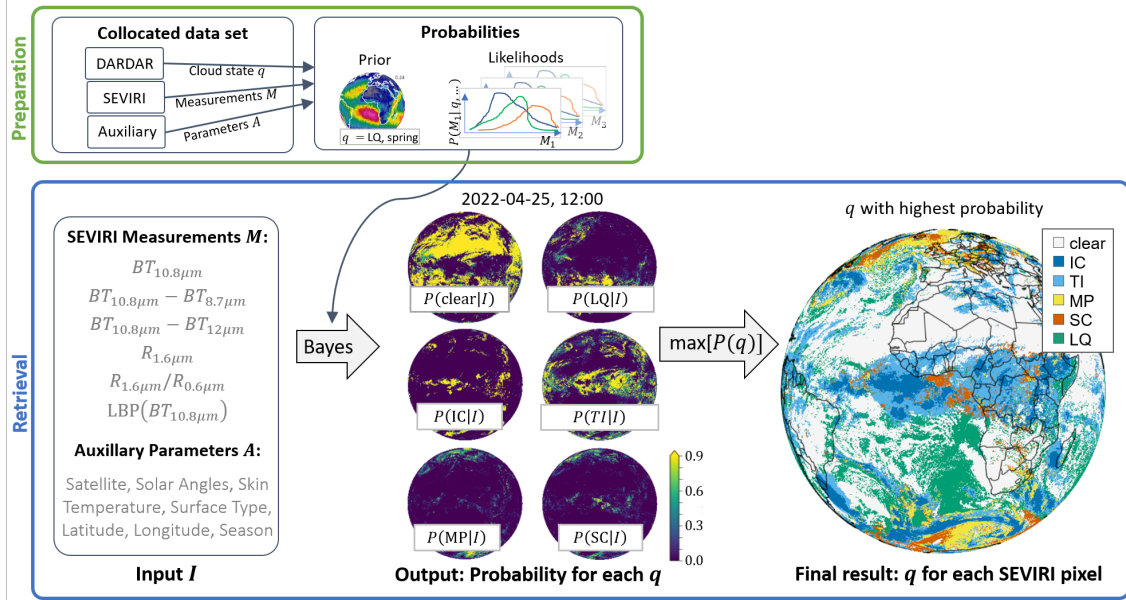 Preparation
Collocated data set
DARDAR
SEVIRI
Auxiliary
Cloud state q
Measurements M
Parameters A
Probabilities
Prior
0.24
q = LQ, spring
Likelihoods
P(M₁| q, ...)
M₁
M₂
M₃
Retrieval
SEVIRI Measurements M:
BT₁₀.₈μm
BT₁₀.₈μm − BT₈.₇μm
BT₁₀.₈μm − BT₁₂μm
R₁.₆μm
R₁.₆μm/R₀.₆μm
LBP(BT₁₀.₈μm)
Auxillary Parameters A:
Satellite, Solar Angles, Skin
Temperature, Surface Type,
Latitude, Longitude, Season
Input I
Bayes
2022-04-25, 12:00
P(clear|I)
P(LQ|I)
P(IC|I)
P(TI|I)
P(MP|I)
P(SC|I)
0.9
0.6
0.3
0.0
Output: Probability for each q
max[P(q)]
q with highest probability
clear
IC
TI
MP
SC
LQ
Final result: q for each SEVIRI pixel